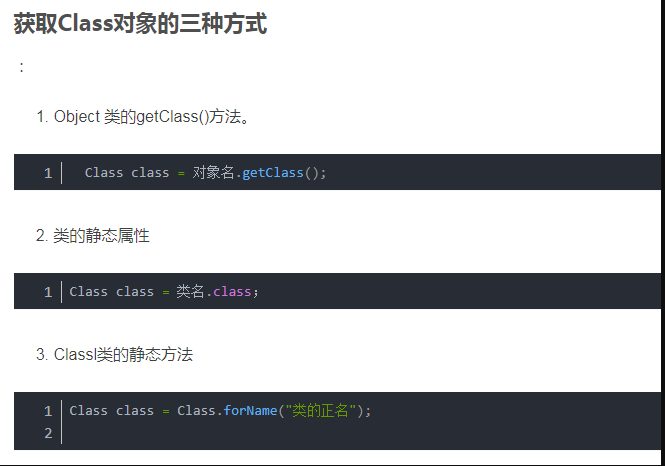 获取Class对象的三种方式
：
1. Object 类的getClass()方法。
1 Class class = 对象名.getClass();
2. 类的静态属性
1 Class class = 类名.class;
3. Classl类的静态方法
1 Class class = Class.forName("类的正名");
2